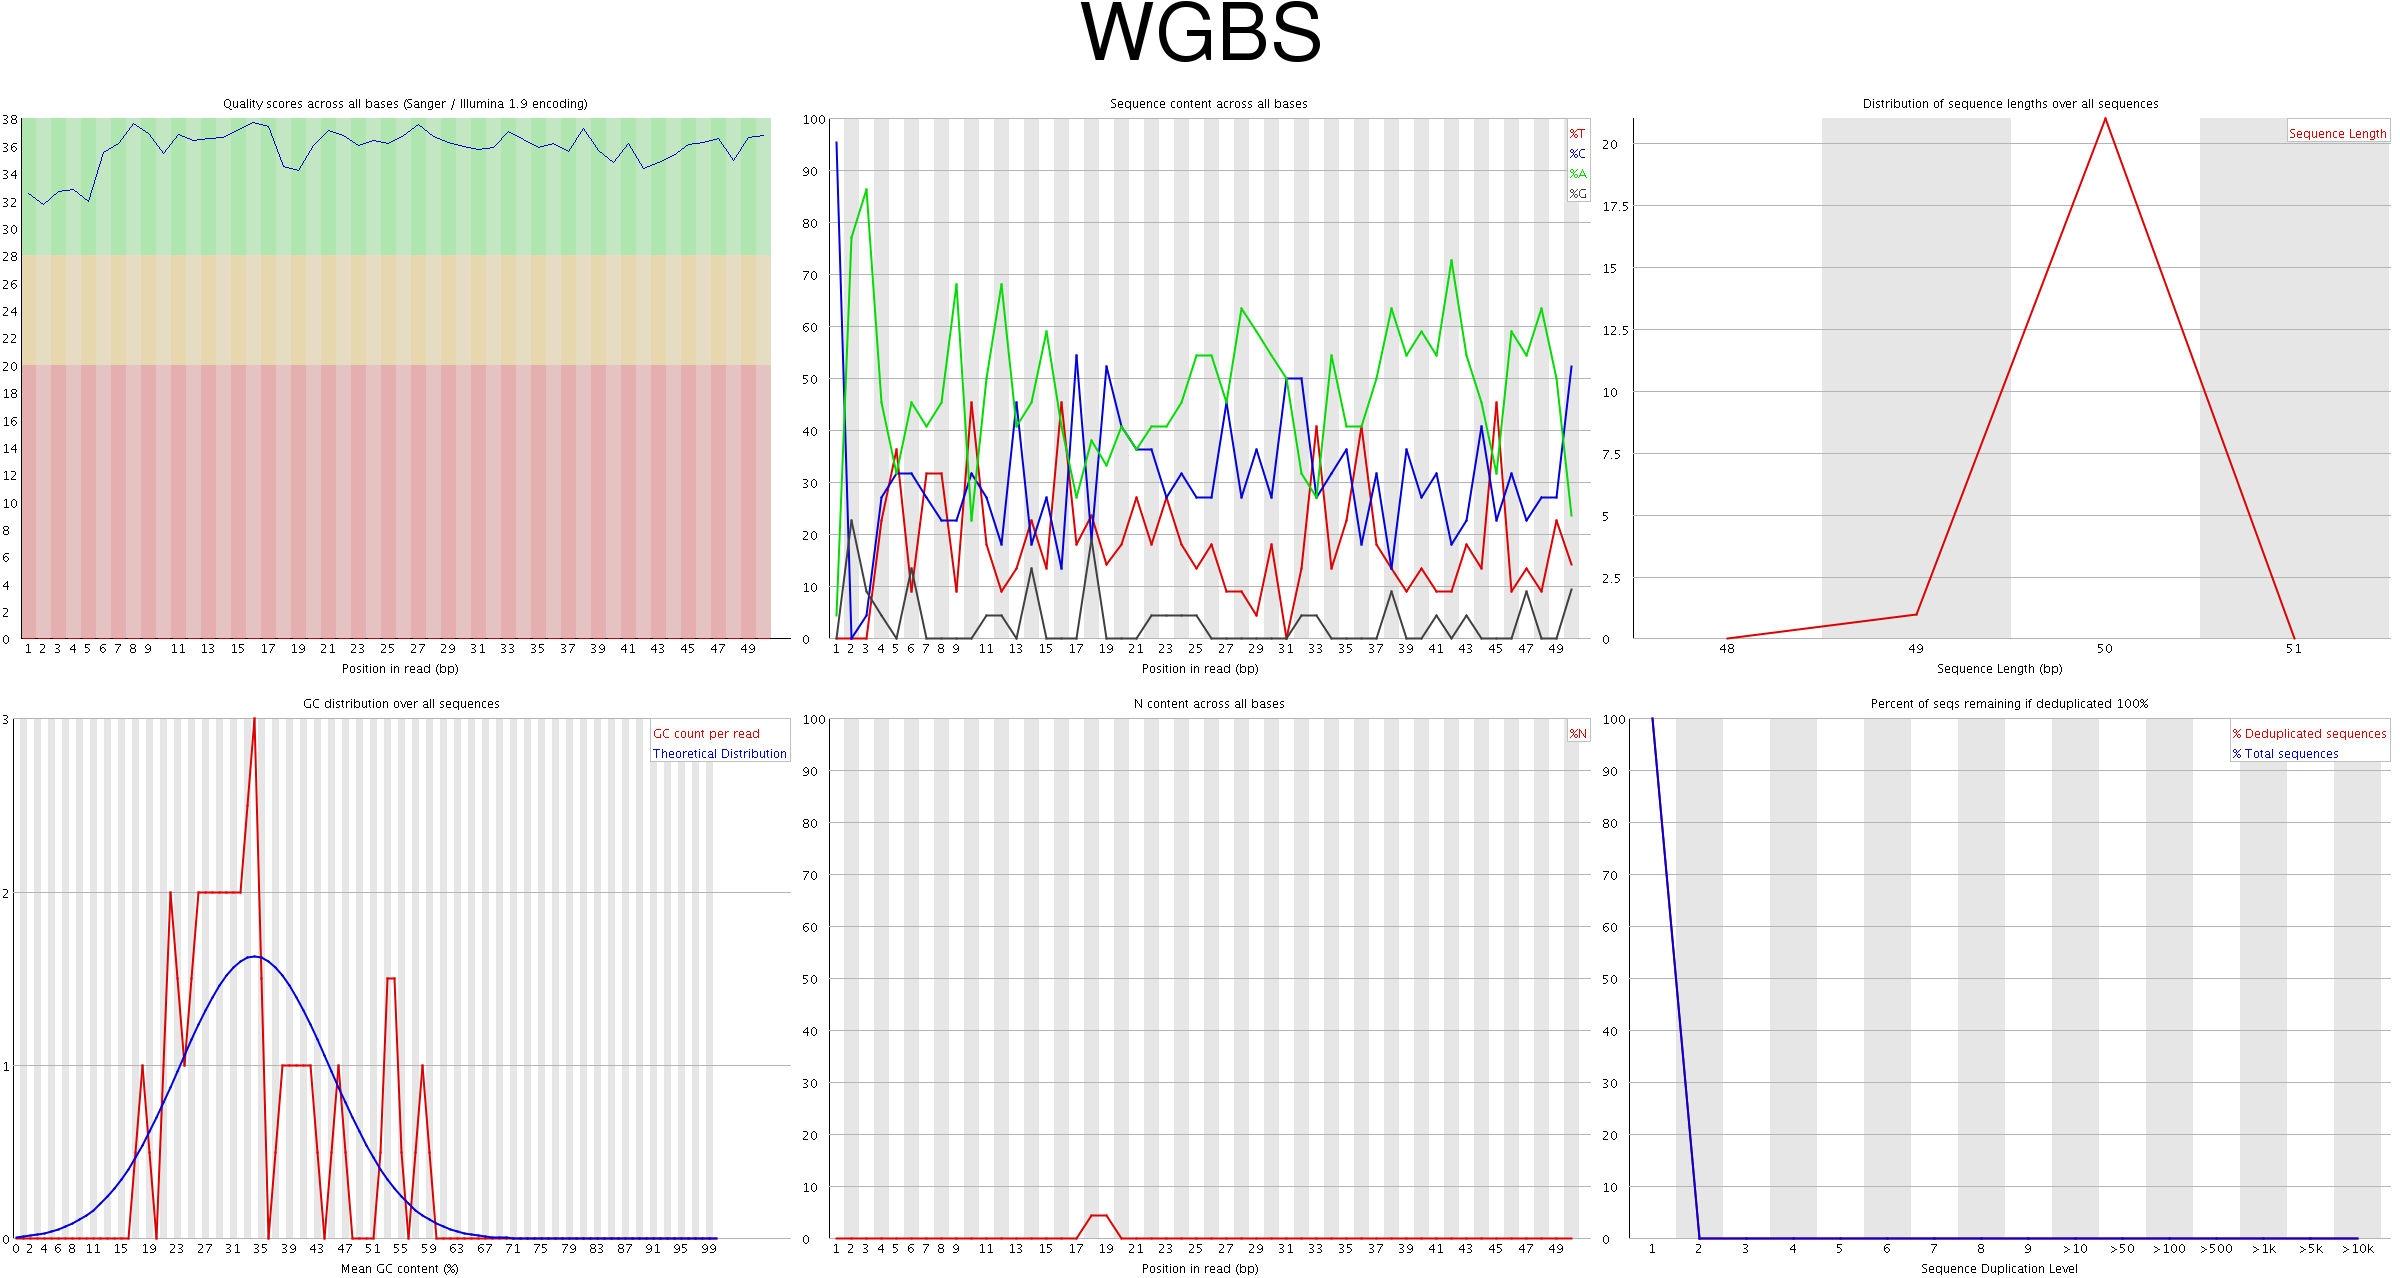 WGBS
Quality scores across all bases (Sanger / Illumina 1.9 encoding)
38
36
34
32
30
28
26
24
22
20
18
16
14
12
10
8
6
4
2
0
1 2 3 4 5 6 7 8 9 11 13 15 17 19 21 23 25 27 29 31 33 35 37 39 41 43 45 47 49
Position in read (bp)
Sequence content across all bases
%T
%C
%A
%G
100
90
80
70
60
50
40
30
20
10
0
1 2 3 4 5 6 7 8 9 11 13 15 17 19 21 23 25 27 29 31 33 35 37 39 41 43 45 47 49
Position in read (bp)
Distribution of sequence lengths over all sequences
Sequence Length
20
17.5
15
12.5
10
7.5
5
2.5
0
48 49 50 51
Sequence Length (bp)
GC distribution over all sequences
GC count per read
Theoretical Distribution
3
2
1
0
0 2 4 6 8 11 15 19 23 27 31 35 39 43 47 51 55 59 63 67 71 75 79 83 87 91 95 99
Mean GC content (%)
N content across all bases
%N
100
90
80
70
60
50
40
30
20
10
0
1 2 3 4 5 6 7 8 9 11 13 15 17 19 21 23 25 27 29 31 33 35 37 39 41 43 45 47 49
Position in read (bp)
Percent of seqs remaining if deduplicated 100%
% Deduplicated sequences
% Total sequences
100
90
80
70
60
50
40
30
20
10
0
1 2 3 4 5 6 7 8 9 >10 >50 >100 >500 >1k >5k >10k
Sequence Duplication Level